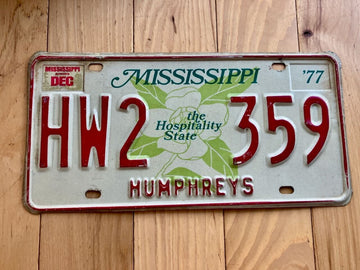 MISSISSIPPI
DEC
MISSISSIPPI
'77
HW2 359
the
Hospitality
State
HUMPHREYS